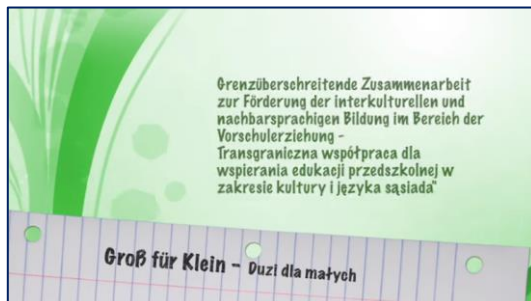 Grenzüberschreitende Zusammenarbeit
zur Förderung der interkulturellen und
nachbarsprachigen Bildung im Bereich der
Vorschulerziehung -
Transgraniczna współpraca dla
wspierania edukacji przedszkolnej w
zakresie kultury i języka sąsiada"
Groß für Klein - Duzi dla małych